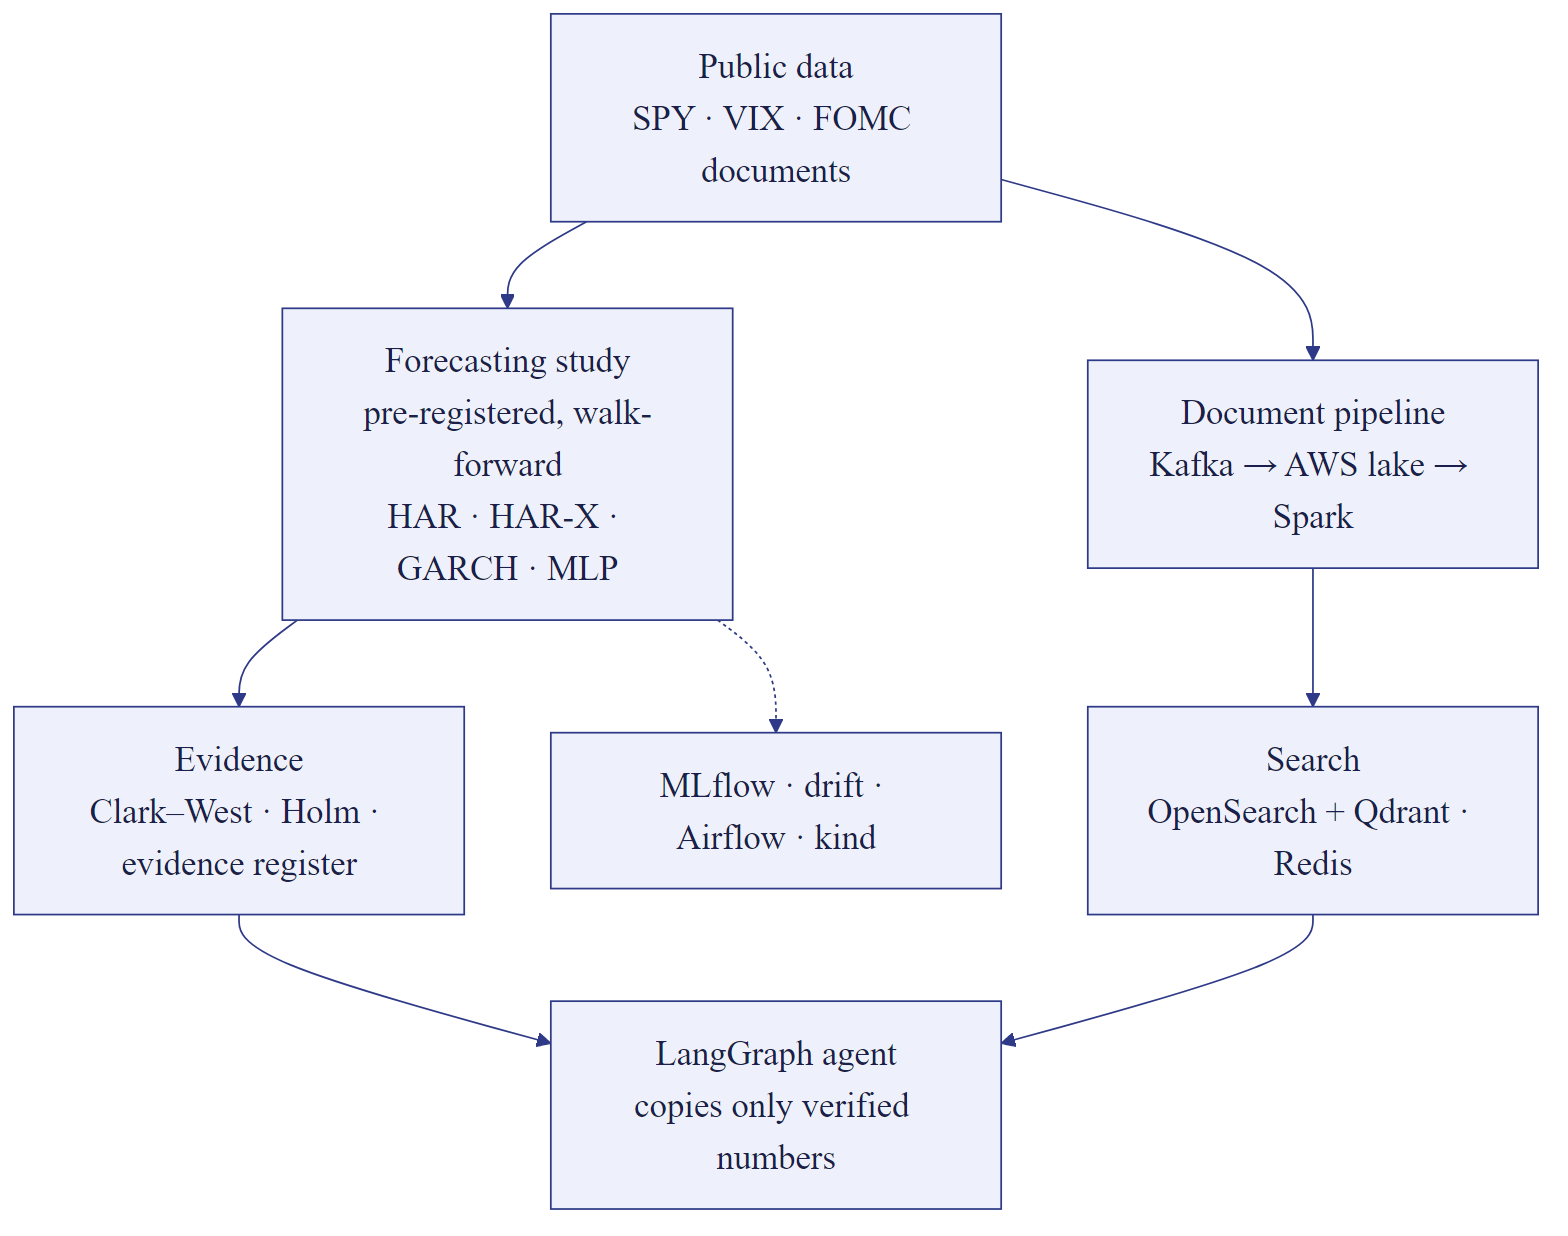 Public data
SPY · VIX · FOMC
documents
Forecasting study
pre-registered, walk-
forward
HAR · HAR-X ·
GARCH · MLP
Document pipeline
Kafka → AWS lake →
Spark
Evidence
Clark–West · Holm ·
evidence register
MLflow · drift ·
Airflow · kind
Search
OpenSearch + Qdrant ·
Redis
LangGraph agent
copies only verified
numbers